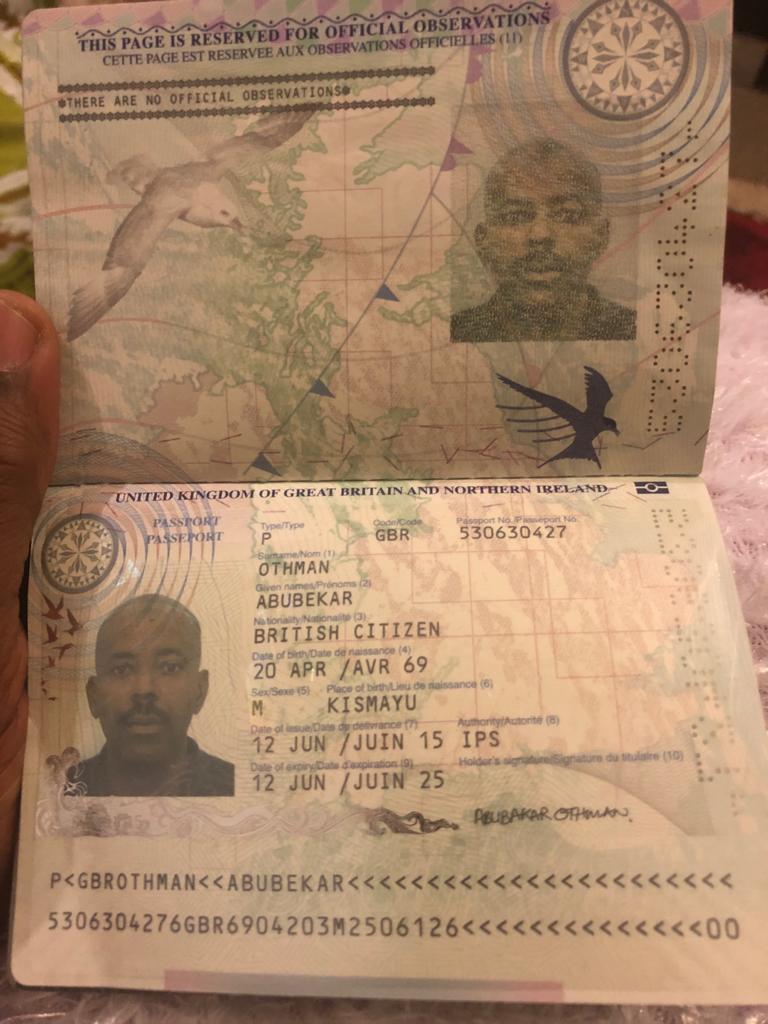 THIS PAGE IS RESERVED FOR OFFICIAL OBSERVATIONS
CETTE PAGE EST RESERVEE AUX OBSERVATIONS OFFICIELLES (11)
*THERE ARE NO OFFICIAL OBSERVATIONS*
UNITED KINGDOM OF GREAT BRITAIN AND NORTHERN IRELAND
PASSPORT
PASSEPORT
Type/Type Code/Code Passport No./Passeport No.
P GBR 530630427
Surname/Nom (1)
OTHMAN
Given names/Prénoms (2)
ABUBEKAR
Nationality/Nationalité (3)
BRITISH CITIZEN
Date of birth/Date de naissance (4)
20 APR /AVR 69
Sex/Sexe (5) Place of birth/Lieu de naissance (6)
M KISMAYU
Date of issue/Date de délivrance (7) Authority/Autorité (8)
12 JUN /JUIN 15 IPS
Date of expiry/Date d'expiration (9) Holder's signature/Signature du titulaire (10)
12 JUN /JUIN 25
ABUBAKAR OTHMAN.
P<GBROTHMAN<<ABUBEKAR<<<<<<<<<<<<<<<<<<<<<<<
5306304276GBR6904203M2506126<<<<<<<<<<<<<<00